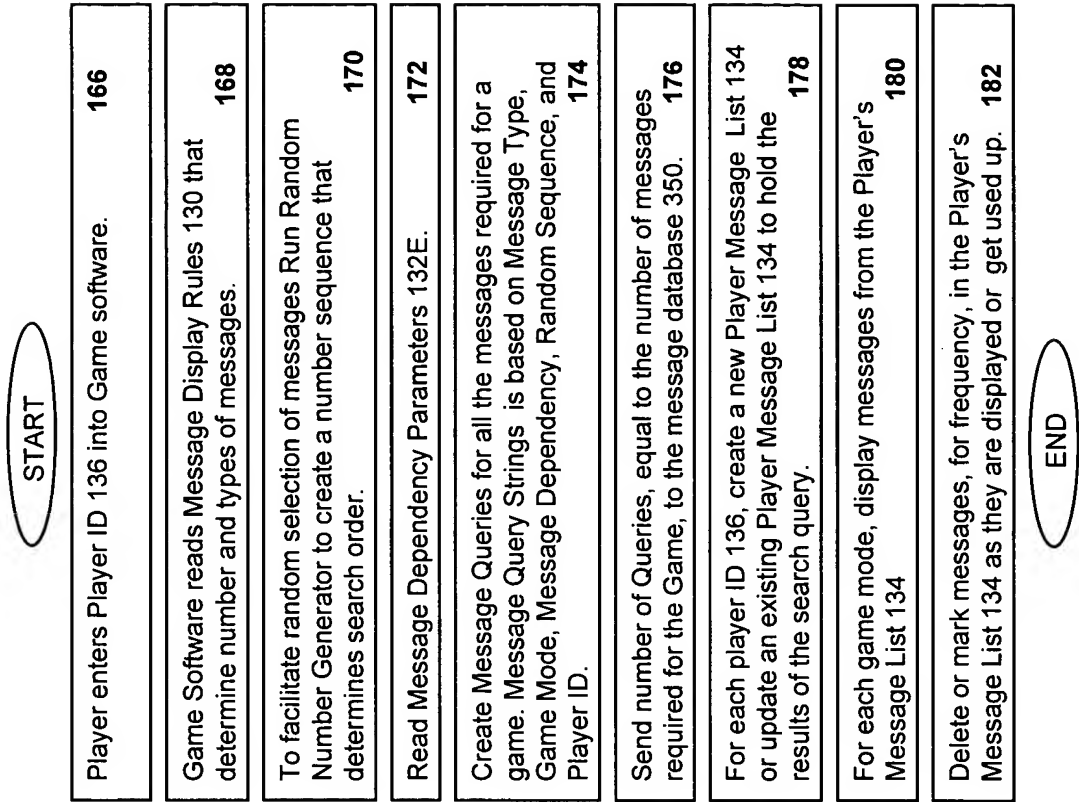 START
Player enters Player ID 136 into Game software. 166
Game Software reads Message Display Rules 130 that
determine number and types of messages. 168
To facilitate random selection of messages Run Random
Number Generator to create a number sequence that
determines search order. 170
Read Message Dependency Parameters 132E. 172
Create Message Queries for all the messages required for a
game. Message Query Strings is based on Message Type,
Game Mode, Message Dependency, Random Sequence, and
Player ID. 174
Send number of Queries, equal to the number of messages
required for the Game, to the message database 350. 176
For each player ID 136, create a new Player Message List 134
or update an existing Player Message List 134 to hold the
results of the search query. 178
For each game mode, display messages from the Player's
Message List 134 180
Delete or mark messages, for frequency, in the Player's
Message List 134 as they are displayed or get used up. 182
END